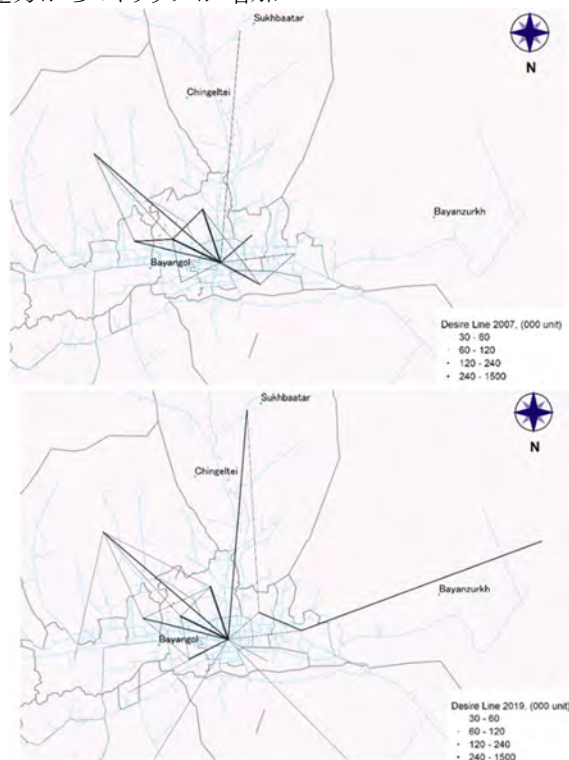 Sukhbaatar
N
Chingeltei
Bayanzurkh
Bayangol
Desire Line 2007, (000 unit)
30 - 60
60 - 120
120 - 240
240 - 1500
Sukhbaatar
N
Chingeltei
Bayanzurkh
Bayangol
Desire Line 2019, (000 unit)
30 - 60
60 - 120
120 - 240
240 - 1500